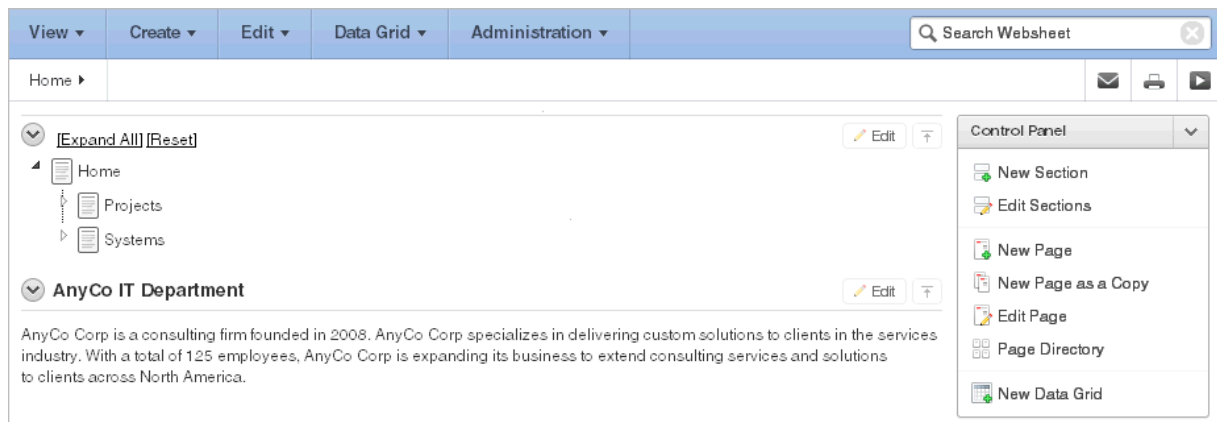 View Create Edit Data Grid Administration Search Websheet
Home
[Expand All] [Reset] Edit
Home
Projects
Systems
AnyCo IT Department Edit
AnyCo Corp is a consulting firm founded in 2008. AnyCo Corp specializes in delivering custom solutions to clients in the services
industry. With a total of 125 employees, AnyCo Corp is expanding its business to extend consulting services and solutions
to clients across North America.
Control Panel
New Section
Edit Sections
New Page
New Page as a Copy
Edit Page
Page Directory
New Data Grid